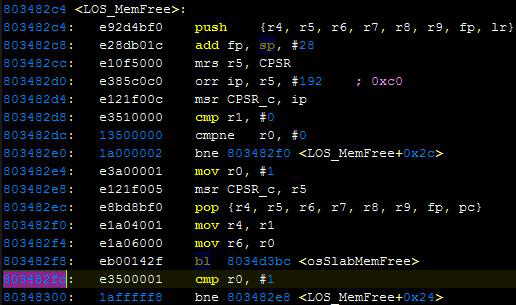 803482c4 <LOS_MemFree>:
803482c4: e92d4bf0 push {r4, r5, r6, r7, r8, r9, fp, lr}
803482c8: e28db01c add fp, sp, #28
803482cc: e10f5000 mrs r5, CPSR
803482d0: e385c0c0 orr ip, r5, #192 ; 0xc0
803482d4: e121f00c msr CPSR_c, ip
803482d8: e3510000 cmp r1, #0
803482dc: 13500000 cmpne r0, #0
803482e0: 1a000002 bne 803482f0 <LOS_MemFree+0x2c>
803482e4: e3a00001 mov r0, #1
803482e8: e121f005 msr CPSR_c, r5
803482ec: e8bd8bf0 pop {r4, r5, r6, r7, r8, r9, fp, pc}
803482f0: e1a04001 mov r4, r1
803482f4: e1a06000 mov r6, r0
803482f8: eb00142f bl 8034d3bc <osSlabMemFree>
803482fc: e3500001 cmp r0, #1
80348300: 1afffff8 bne 803482e8 <LOS_MemFree+0x24>